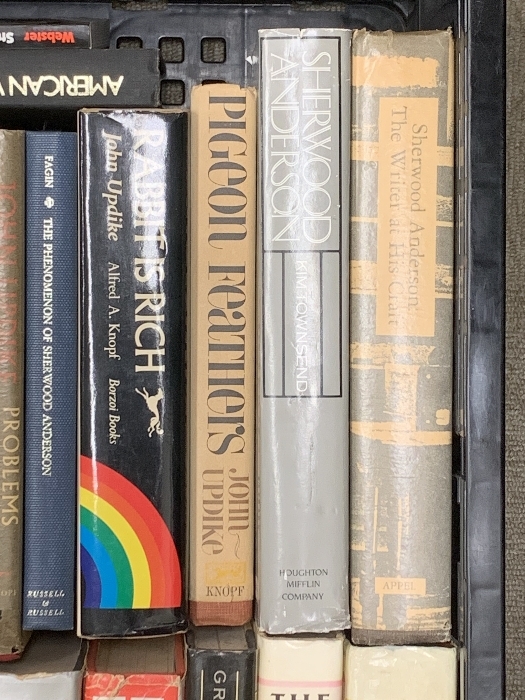 Webster
AMERICAN
PROBLEMS
FAGIN THE PHENOMENON OF SHERWOOD ANDERSON
RUSSELL
&
RUSSELL
RABBIT IS RICH
John Updike Alfred A. Knopf Borzoi Books
PIGEON FEATHERS
JOHN
UPDIKE
KNOPF
SHERWOOD
ANDERSON
KIM TOWNSEND
HOUGHTON
MIFFLIN
COMPANY
Sherwood Anderson:
The Writer at His Craft
APPEL
GR
THE